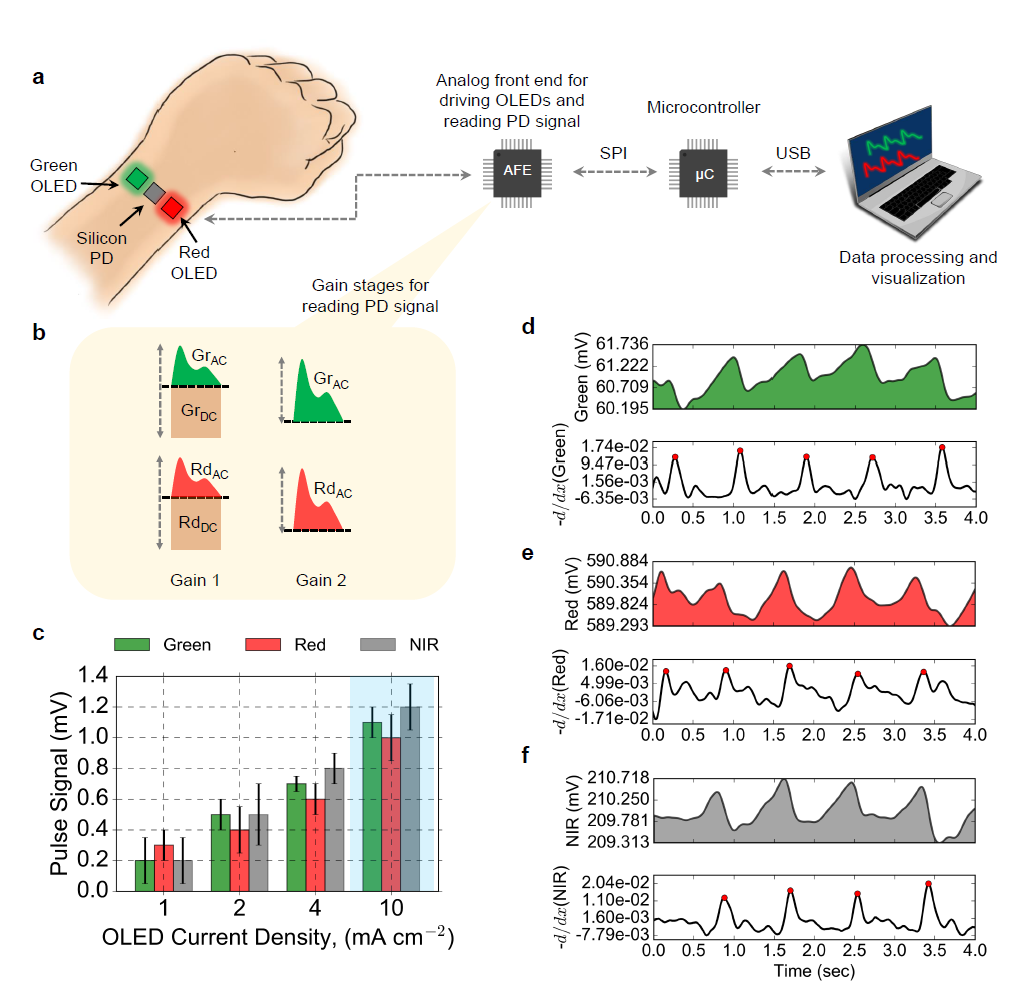 a
Analog front end for
driving OLEDs and
reading PD signal
Microcontroller
Green
OLED
Silicon
PD
Red
OLED
AFE
SPI
µC
USB
Data processing and
visualization
Gain stages for
reading PD signal
b
Gr_AC
Gr_DC
Gr_AC
Rd_AC
Rd_DC
Rd_AC
Gain 1
Gain 2
c
Green
Red
NIR
Pulse Signal (mV)
1.4
1.2
1.0
0.8
0.6
0.4
0.2
0.0
1 2 4 10
OLED Current Density, (mA cm⁻²)
d
Green (mV)
61.736
61.222
60.709
60.195
-d/dx(Green)
1.74e-02
9.47e-03
1.56e-03
-6.35e-03
0.0 0.5 1.0 1.5 2.0 2.5 3.0 3.5 4.0
e
Red (mV)
590.884
590.354
589.824
589.293
-d/dx(Red)
1.60e-02
4.99e-03
-6.06e-03
-1.71e-02
0.0 0.5 1.0 1.5 2.0 2.5 3.0 3.5 4.0
f
NIR (mV)
210.718
210.250
209.781
209.313
-d/dx(NIR)
2.04e-02
1.10e-02
1.60e-03
-7.79e-03
0.0 0.5 1.0 1.5 2.0 2.5 3.0 3.5 4.0
Time (sec)